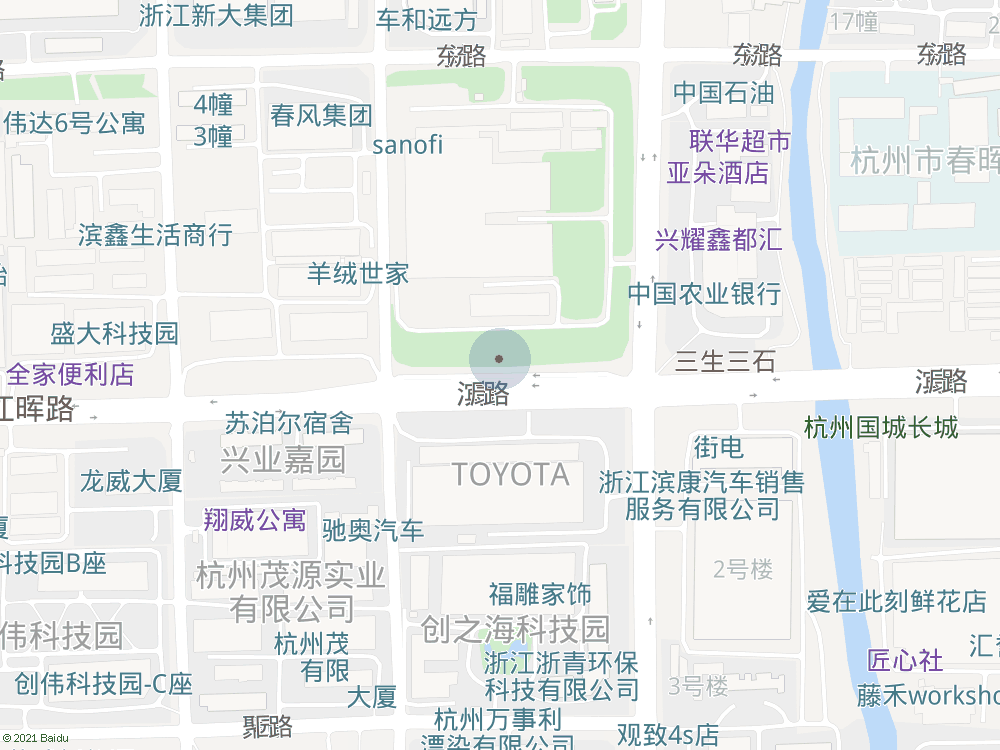 浙江新大集团
车和远方
17幢
2
东路
东路
东路
路
4幢
3幢
春风集团
sanofi
伟达6号公寓
中国石油
联华超市
亚朵酒店
杭州市春晖
滨鑫生活商行
兴耀鑫都汇
羊绒世家
中国农业银行
盛大科技园
全家便利店
三生三石
路
路
江晖路
苏泊尔宿舍
杭州国城长城
兴业嘉园
街电
龙威大厦
TOYOTA
浙江滨康汽车销售
服务有限公司
翔威公寓
驰奥汽车
厦
科技园B座
杭州茂源实业
有限公司
2号楼
福雕家饰
爱在此刻鲜花店
伟科技园
创之海科技园
杭州茂
有限
浙江浙青环保
科技有限公司
匠心社
汇香
创伟科技园-C座
大厦
3号楼
藤禾worksho
杭州万事利
漂染有限公司
观致4s店
路
© 2021 Baidu